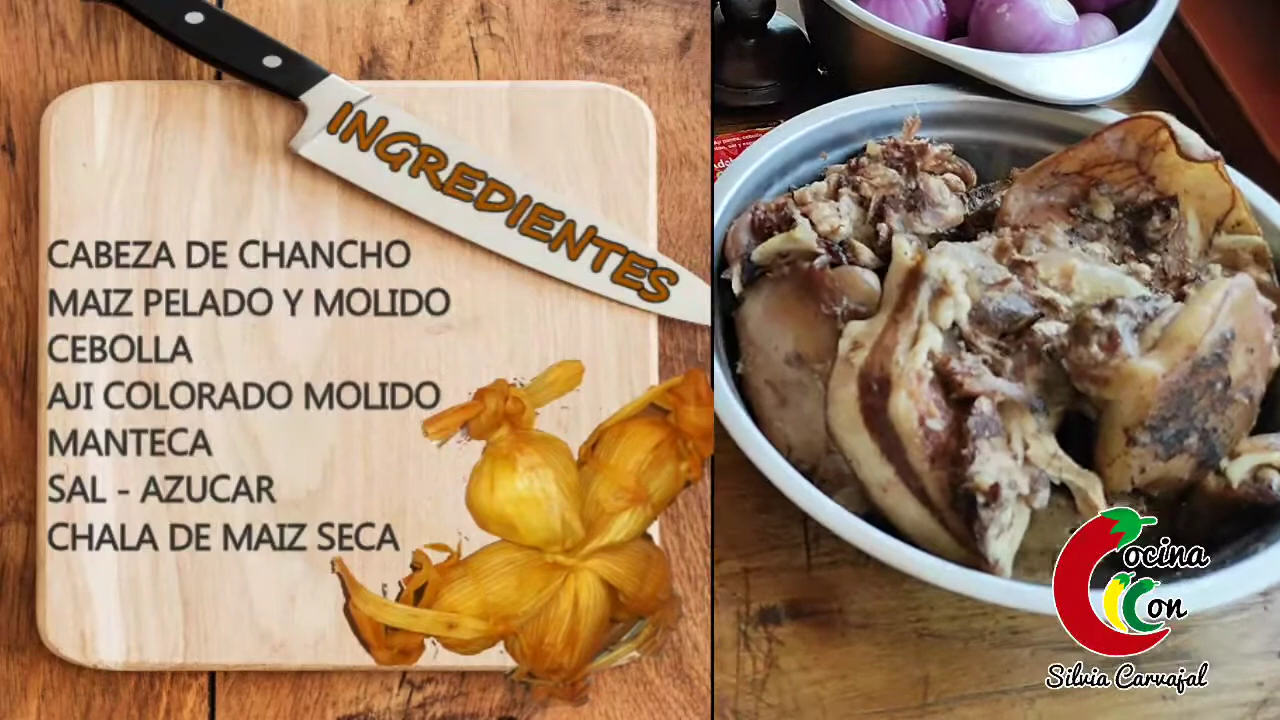 INGREDIENTES
CABEZA DE CHANCHO
MAIZ PELADO Y MOLIDO
CEBOLLA
AJI COLORADO MOLIDO
MANTECA
SAL - AZUCAR
CHALA DE MAIZ SECA
Cocina
Con
Silvia Carvajal